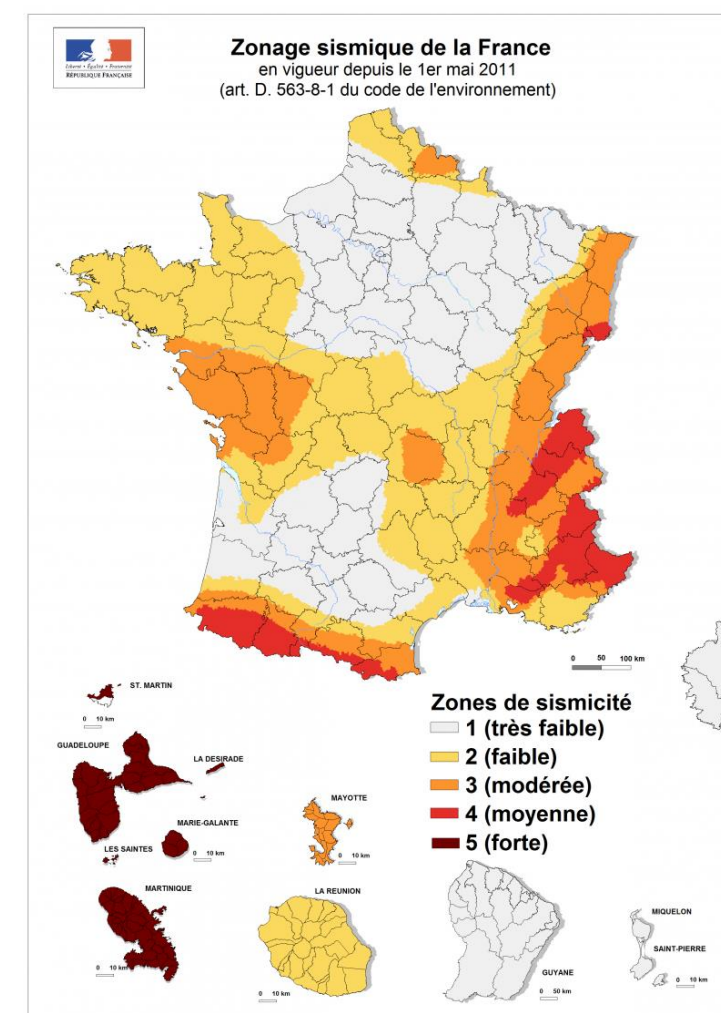 Liberté • Égalité • Fraternité
RÉPUBLIQUE FRANÇAISE
Zonage sismique de la France
en vigueur depuis le 1er mai 2011
(art. D. 563-8-1 du code de l'environnement)
0 50 100 km
ST. MARTIN
0 10 km
GUADELOUPE
LA DESIRADE
MARIE-GALANTE
LES SAINTES
0 10 km
MAYOTTE
0 10 km
Zones de sismicité
1 (très faible)
2 (faible)
3 (modérée)
4 (moyenne)
5 (forte)
MARTINIQUE
0 10 km
LA REUNION
0 10 km
GUYANE
0 50 km
MIQUELON
SAINT-PIERRE
0 10 km